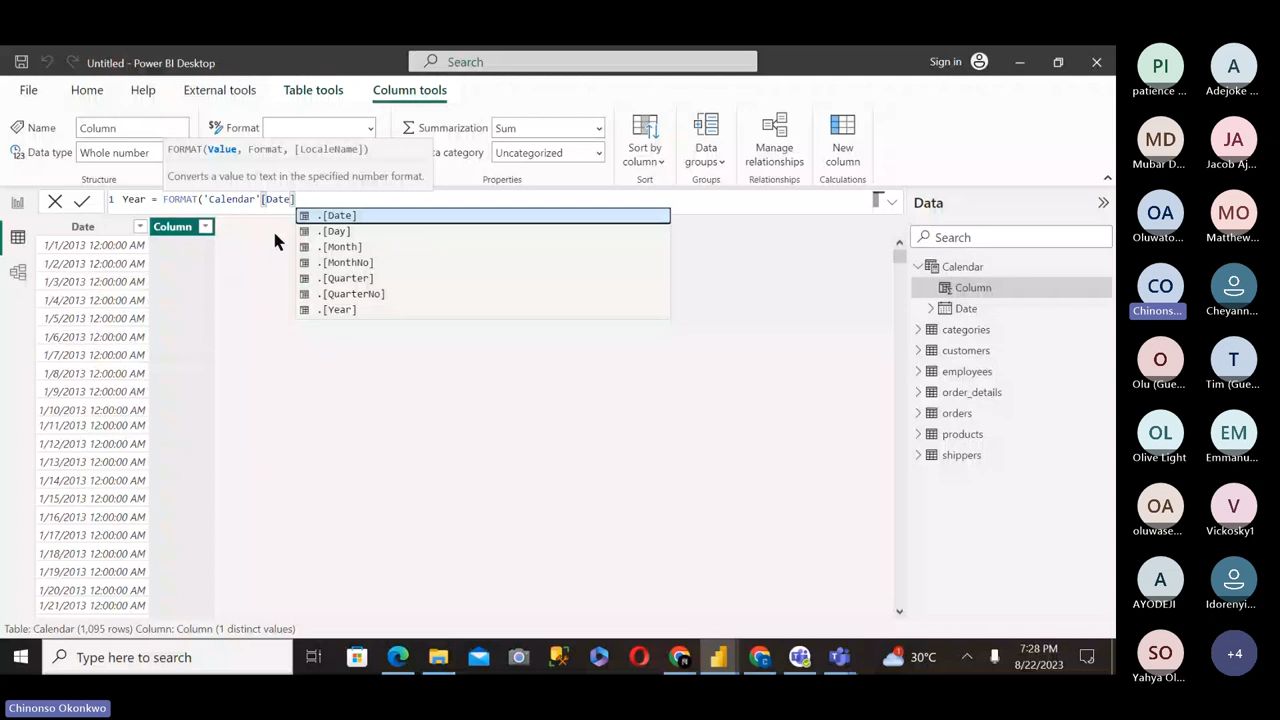 Untitled - Power BI Desktop
Search
Sign in
File
Home
Help
External tools
Table tools
Column tools
Name
Column
Format
Summarization
Sum
Data type
Whole number
FORMAT(Value, Format, [LocaleName])
Converts a value to text in the specified number format.
ta category
Uncategorized
Sort by
column
Data
groups
Manage
relationships
New
column
Structure
Properties
Sort
Groups
Relationships
Calculations
1 Year = FORMAT('Calendar'[Date]
.[Date]
.[Day]
.[Month]
.[MonthNo]
.[Quarter]
.[QuarterNo]
.[Year]
Date
Column
1/1/2013 12:00:00 AM
1/2/2013 12:00:00 AM
1/3/2013 12:00:00 AM
1/4/2013 12:00:00 AM
1/5/2013 12:00:00 AM
1/6/2013 12:00:00 AM
1/7/2013 12:00:00 AM
1/8/2013 12:00:00 AM
1/9/2013 12:00:00 AM
1/10/2013 12:00:00 AM
1/11/2013 12:00:00 AM
1/12/2013 12:00:00 AM
1/13/2013 12:00:00 AM
1/14/2013 12:00:00 AM
1/15/2013 12:00:00 AM
1/16/2013 12:00:00 AM
1/17/2013 12:00:00 AM
1/18/2013 12:00:00 AM
1/19/2013 12:00:00 AM
1/20/2013 12:00:00 AM
1/21/2013 12:00:00 AM
Data
Search
Calendar
Column
Date
categories
customers
employees
order_details
orders
products
shippers
Table: Calendar (1,095 rows) Column: Column (1 distinct values)
Type here to search
30°C
7:28 PM
8/22/2023
PI
patience ...
A
Adejoke ...
MD
Mubar D...
JA
Jacob Aj...
OA
Oluwato...
MO
Matthew...
CO
Chinons...
Cheyann...
O
Olu (Gue...
T
Tim (Gue...
OL
Olive Light
EM
Emmanu...
OA
oluwase...
V
Vickosky1
A
AYODEJI
Idorenyi...
SO
Yahya Ol...
+4
Chinonso Okonkwo